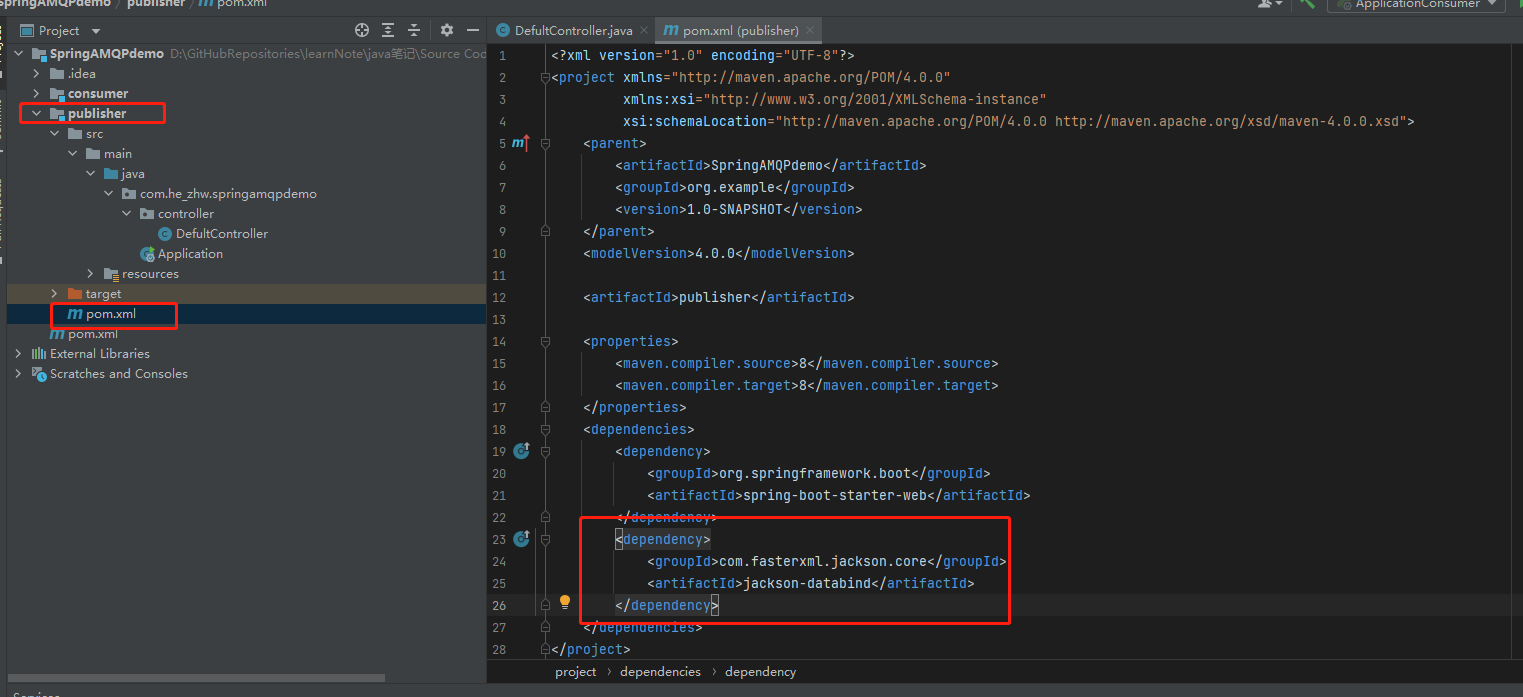 SpringAMQPdemo publisher pom.xml
ApplicationConsumer
Project
DefultController.java
pom.xml (publisher)
SpringAMQPdemo D:\GitHubRepositories\learnNote\java笔记\Source Cod
.idea
consumer
publisher
src
main
java
com.he_zhw.springamqpdemo
controller
DefultController
Application
resources
target
pom.xml
pom.xml
External Libraries
Scratches and Consoles
1 <?xml version="1.0" encoding="UTF-8"?>
2 <project xmlns="http://maven.apache.org/POM/4.0.0"
3 xmlns:xsi="http://www.w3.org/2001/XMLSchema-instance"
4 xsi:schemaLocation="http://maven.apache.org/POM/4.0.0 http://maven.apache.org/xsd/maven-4.0.0.xsd">
5 <parent>
6 <artifactId>SpringAMQPdemo</artifactId>
7 <groupId>org.example</groupId>
8 <version>1.0-SNAPSHOT</version>
9 </parent>
10 <modelVersion>4.0.0</modelVersion>
11
12 <artifactId>publisher</artifactId>
13
14 <properties>
15 <maven.compiler.source>8</maven.compiler.source>
16 <maven.compiler.target>8</maven.compiler.target>
17 </properties>
18 <dependencies>
19 <dependency>
20 <groupId>org.springframework.boot</groupId>
21 <artifactId>spring-boot-starter-web</artifactId>
22 </dependency>
23 <dependency>
24 <groupId>com.fasterxml.jackson.core</groupId>
25 <artifactId>jackson-databind</artifactId>
26 </dependency>
27 </dependencies>
28 </project>
project › dependencies › dependency
Services